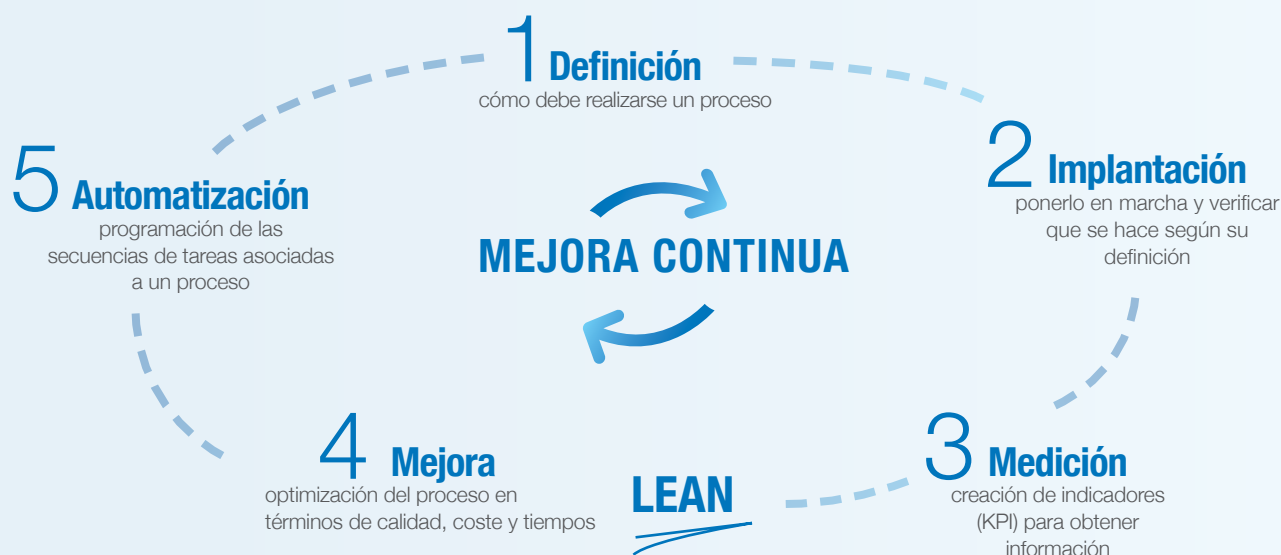 1 Definición
cómo debe realizarse un proceso
2 Implantación
ponerlo en marcha y verificar
que se hace según su
definición
5 Automatización
programación de las
secuencias de tareas asociadas
a un proceso
MEJORA CONTINUA
4 Mejora
optimización del proceso en
términos de calidad, coste y tiempos
LEAN
3 Medición
creación de indicadores
(KPI) para obtener
información